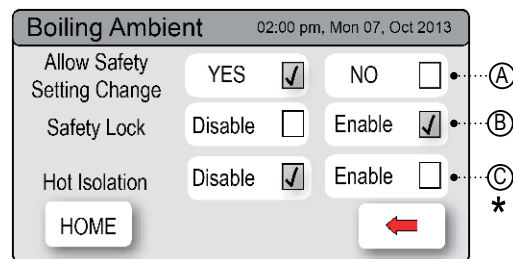 Boiling Ambient 02:00 pm, Mon 07, Oct 2013
Allow Safety Setting Change YES NO A
Safety Lock Disable Enable B
Hot Isolation Disable Enable C
*
HOME